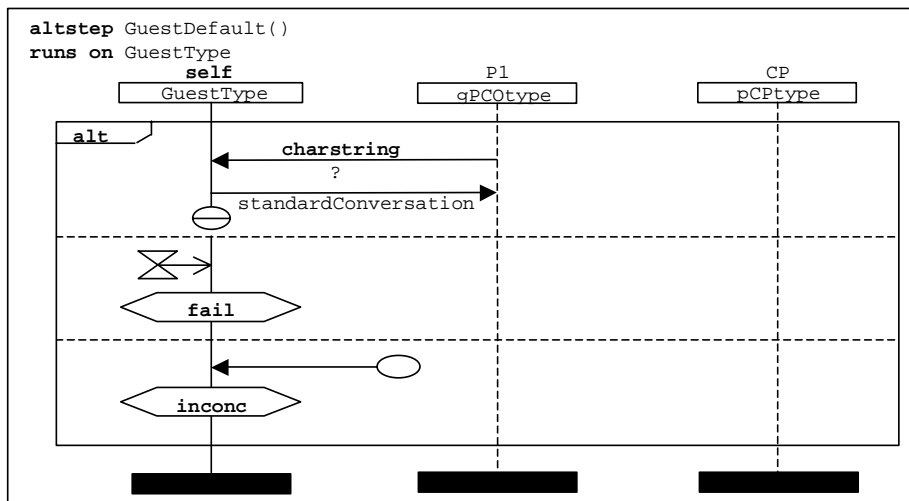 altstep GuestDefault()
runs on GuestType
self P1 CP
GuestType qPCOtype pCPtype
alt
charstring
?
standardConversation
fail
inconc